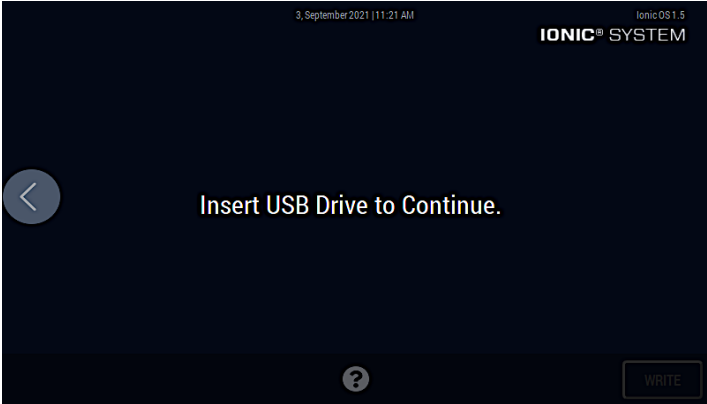 3, September 2021 | 11:21 AM
Ionic OS 1.5
IONIC® SYSTEM
Insert USB Drive to Continue.
?
WRITE